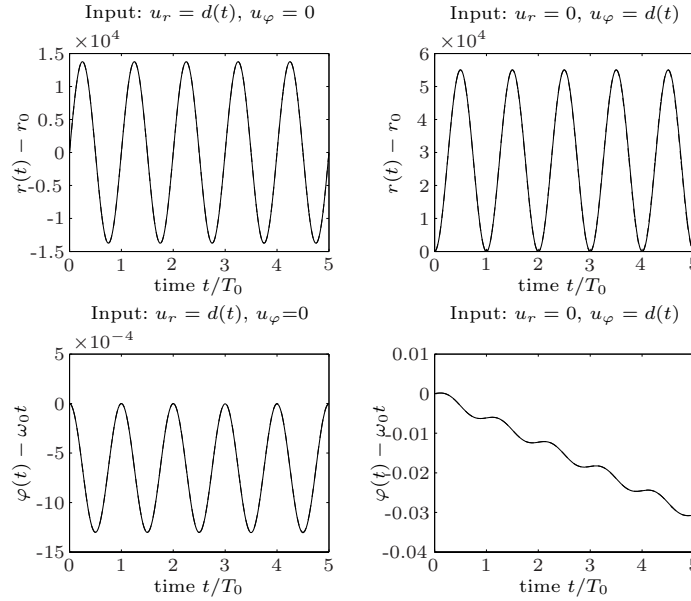 Input: u_r = d(t), u_φ = 0
×10^4
1.5
1
0.5
0
-0.5
-1
-1.5
r(t) − r_0
0 1 2 3 4 5
time t/T_0
Input: u_r = 0, u_φ = d(t)
×10^4
6
5
4
3
2
1
0
r(t) − r_0
0 1 2 3 4 5
time t/T_0
Input: u_r = d(t), u_φ=0
×10^−4
5
0
-5
-10
-15
φ(t) − ω_0t
0 1 2 3 4 5
time t/T_0
Input: u_r = 0, u_φ = d(t)
0.01
0
-0.01
-0.02
-0.03
-0.04
φ(t) − ω_0t
0 1 2 3 4 5
time t/T_0